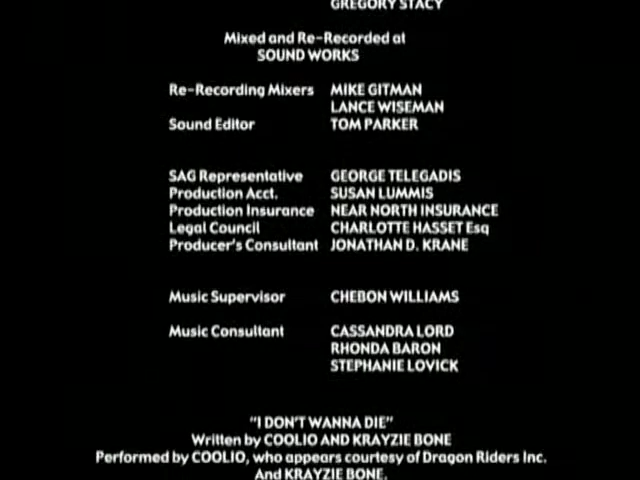 GREGORY STACY
Mixed and Re-Recorded at
SOUND WORKS
Re-Recording Mixers MIKE GITMAN
LANCE WISEMAN
Sound Editor TOM PARKER
SAG Representative GEORGE TELEGADIS
Production Acct. SUSAN LUMMIS
Production Insurance NEAR NORTH INSURANCE
Legal Council CHARLOTTE HASSET Esq
Producer's Consultant JONATHAN D. KRANE
Music Supervisor CHEBON WILLIAMS
Music Consultant CASSANDRA LORD
RHONDA BARON
STEPHANIE LOVICK
"I DON'T WANNA DIE"
Written by COOLIO AND KRAYZIE BONE
Performed by COOLIO, who appears courtesy of Dragon Riders Inc.
And KRAYZIE BONE.